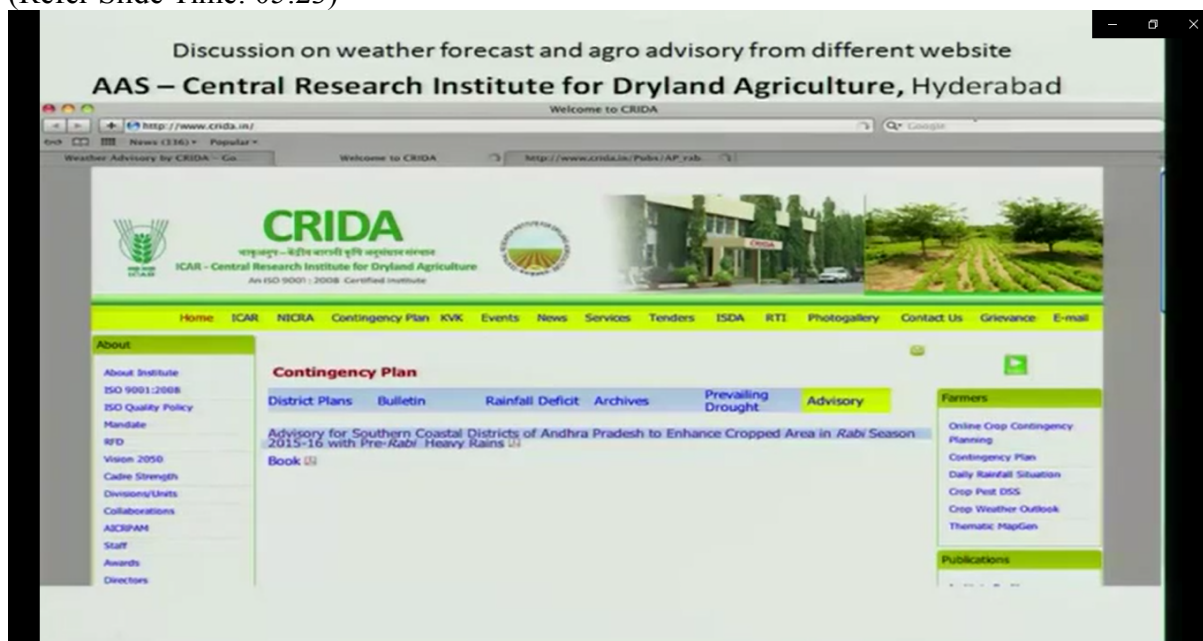 (Refer Slide Time: 05:23)
Discussion on weather forecast and agro advisory from different website
AAS – Central Research Institute for Dryland Agriculture, Hyderabad
Welcome to CRIDA
http://www.crida.in/
Google
News (336) Popular
Weather Advisory by CRIDA – Go... Welcome to CRIDA http://www.crida.in/Pubs/AP_rab...
CRIDA
ICAR - Central Research Institute for Dryland Agriculture
An ISO 9001 : 2008 Certified Institute
CRIDA
Home ICAR NICRA Contingency Plan KVK Events News Services Tenders ISDA RTI Photogallery Contact Us Grievance E-mail
About
About Institute
ISO 9001:2008
ISO Quality Policy
Mandate
RFD
Vision 2050
Cadre Strength
Divisions/Units
Collaborations
AICRPAM
Staff
Awards
Directors
Contingency Plan
District Plans Bulletin Rainfall Deficit Archives Prevailing Drought Advisory
Advisory for Southern Coastal Districts of Andhra Pradesh to Enhance Cropped Area in Rabi Season
2015-16 with Pre-Rabi Heavy Rains
Book
Farmers
Online Crop Contingency
Planning
Contingency Plan
Daily Rainfall Situation
Crop Pest DSS
Crop Weather Outlook
Thematic MapGen
Publications